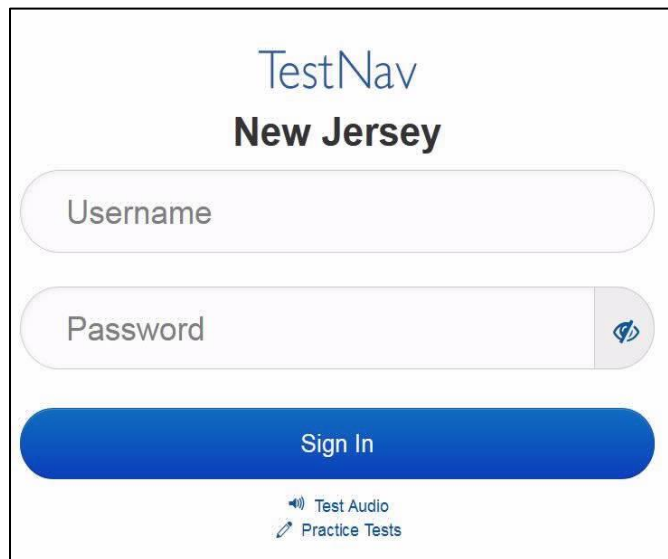 TestNav
New Jersey
Username
Password
Sign In
Test Audio
Practice Tests